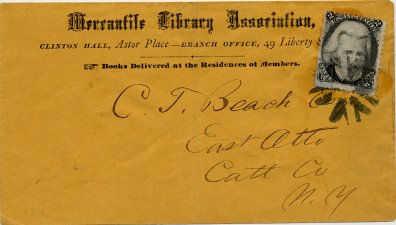 Mercantile Library Association,
CLINTON HALL, Astor Place—BRANCH OFFICE, 49 Liberty
Books Delivered at the Residences of Members.
C. T. Beach
East Otto
Catt Co
N. Y